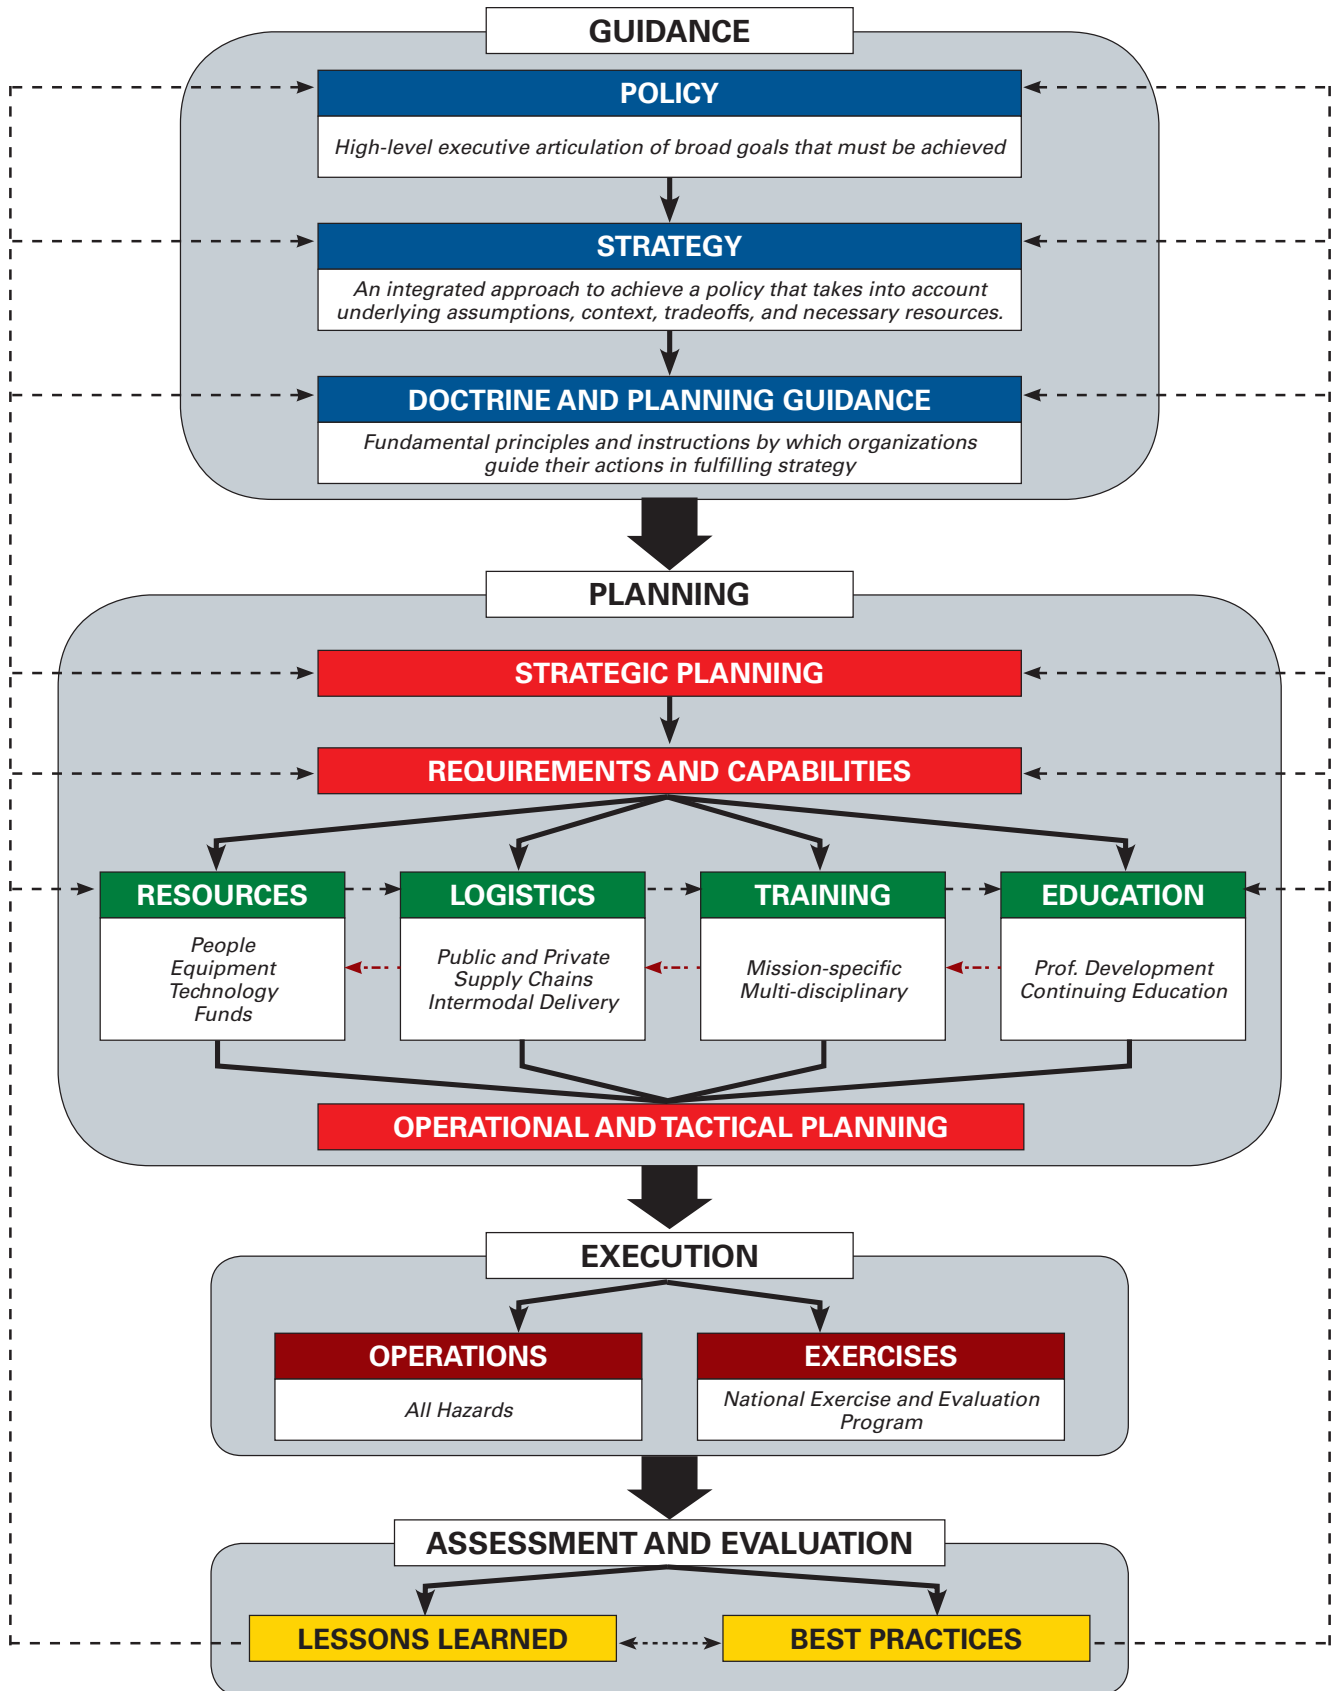 GUIDANCE
POLICY
High-level executive articulation of broad goals that must be achieved
STRATEGY
An integrated approach to achieve a policy that takes into account
underlying assumptions, context, tradeoffs, and necessary resources.
DOCTRINE AND PLANNING GUIDANCE
Fundamental principles and instructions by which organizations
guide their actions in fulfilling strategy
PLANNING
STRATEGIC PLANNING
REQUIREMENTS AND CAPABILITIES
RESOURCES
People
Equipment
Technology
Funds
LOGISTICS
Public and Private
Supply Chains
Intermodal Delivery
TRAINING
Mission-specific
Multi-disciplinary
EDUCATION
Prof. Development
Continuing Education
OPERATIONAL AND TACTICAL PLANNING
EXECUTION
OPERATIONS
All Hazards
EXERCISES
National Exercise and Evaluation
Program
ASSESSMENT AND EVALUATION
LESSONS LEARNED
BEST PRACTICES